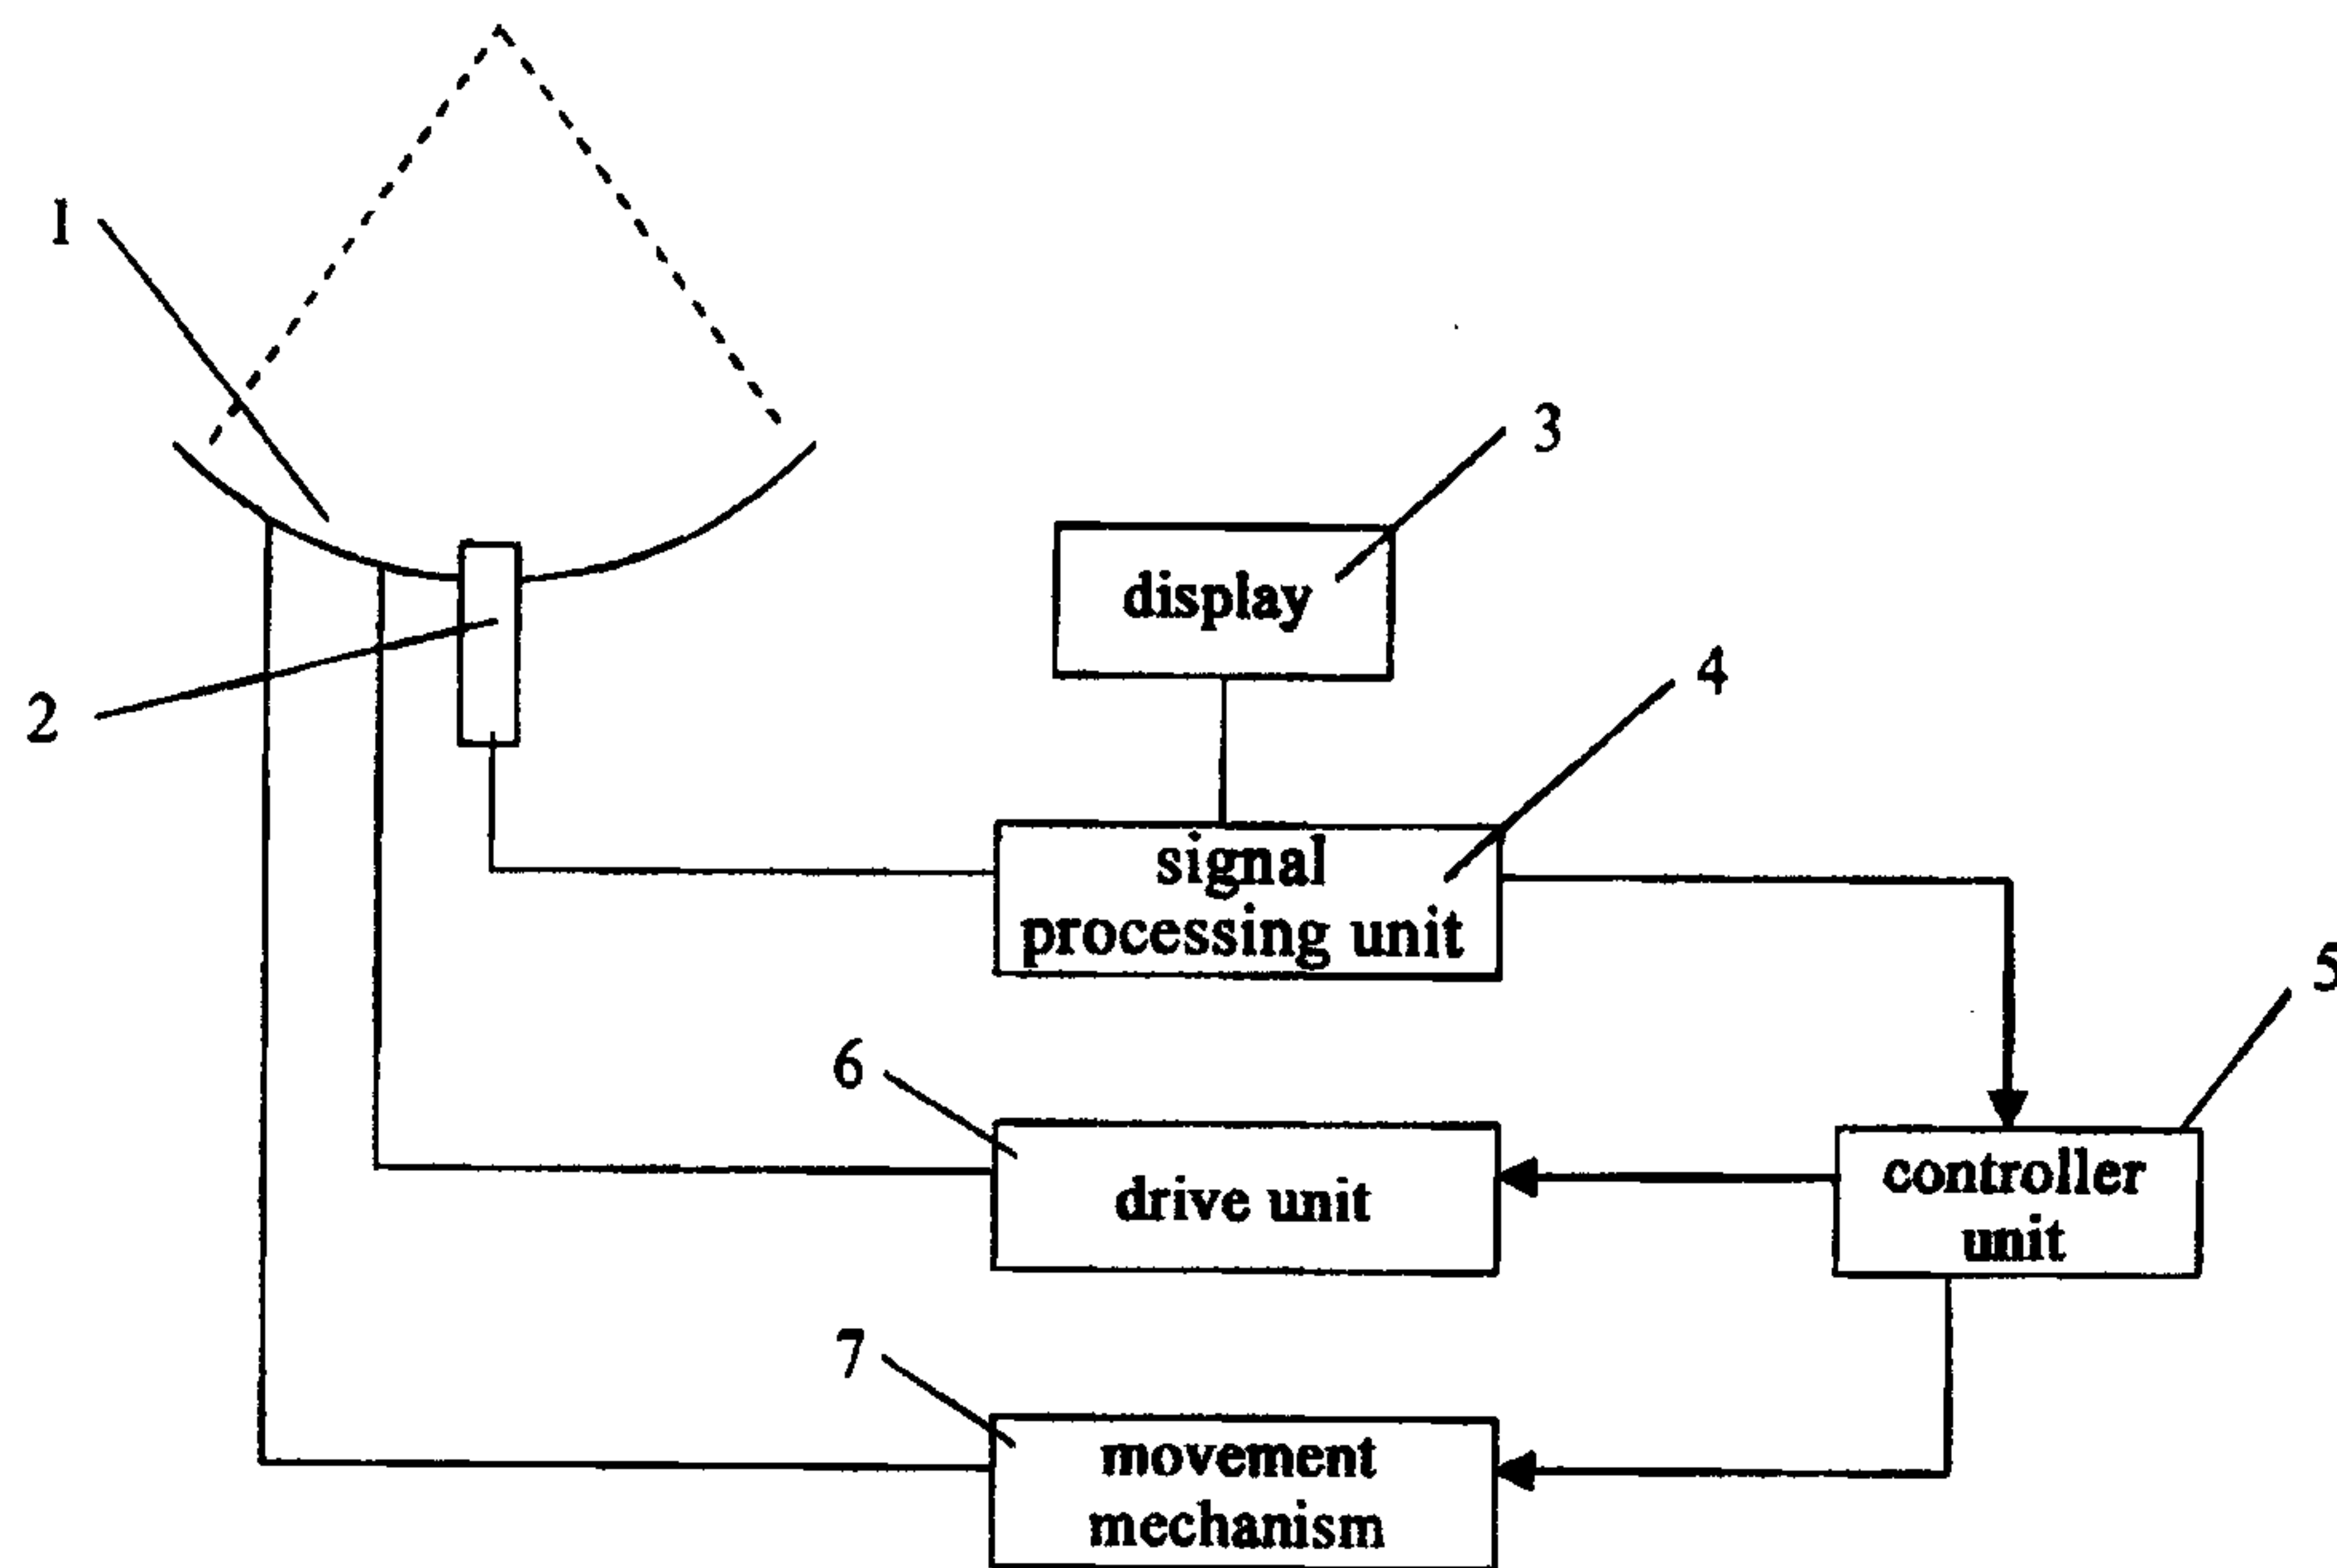 1
3
display
2
4
signal
processing unit
5
6
drive unit
controller
unit
7
movement
mechanism